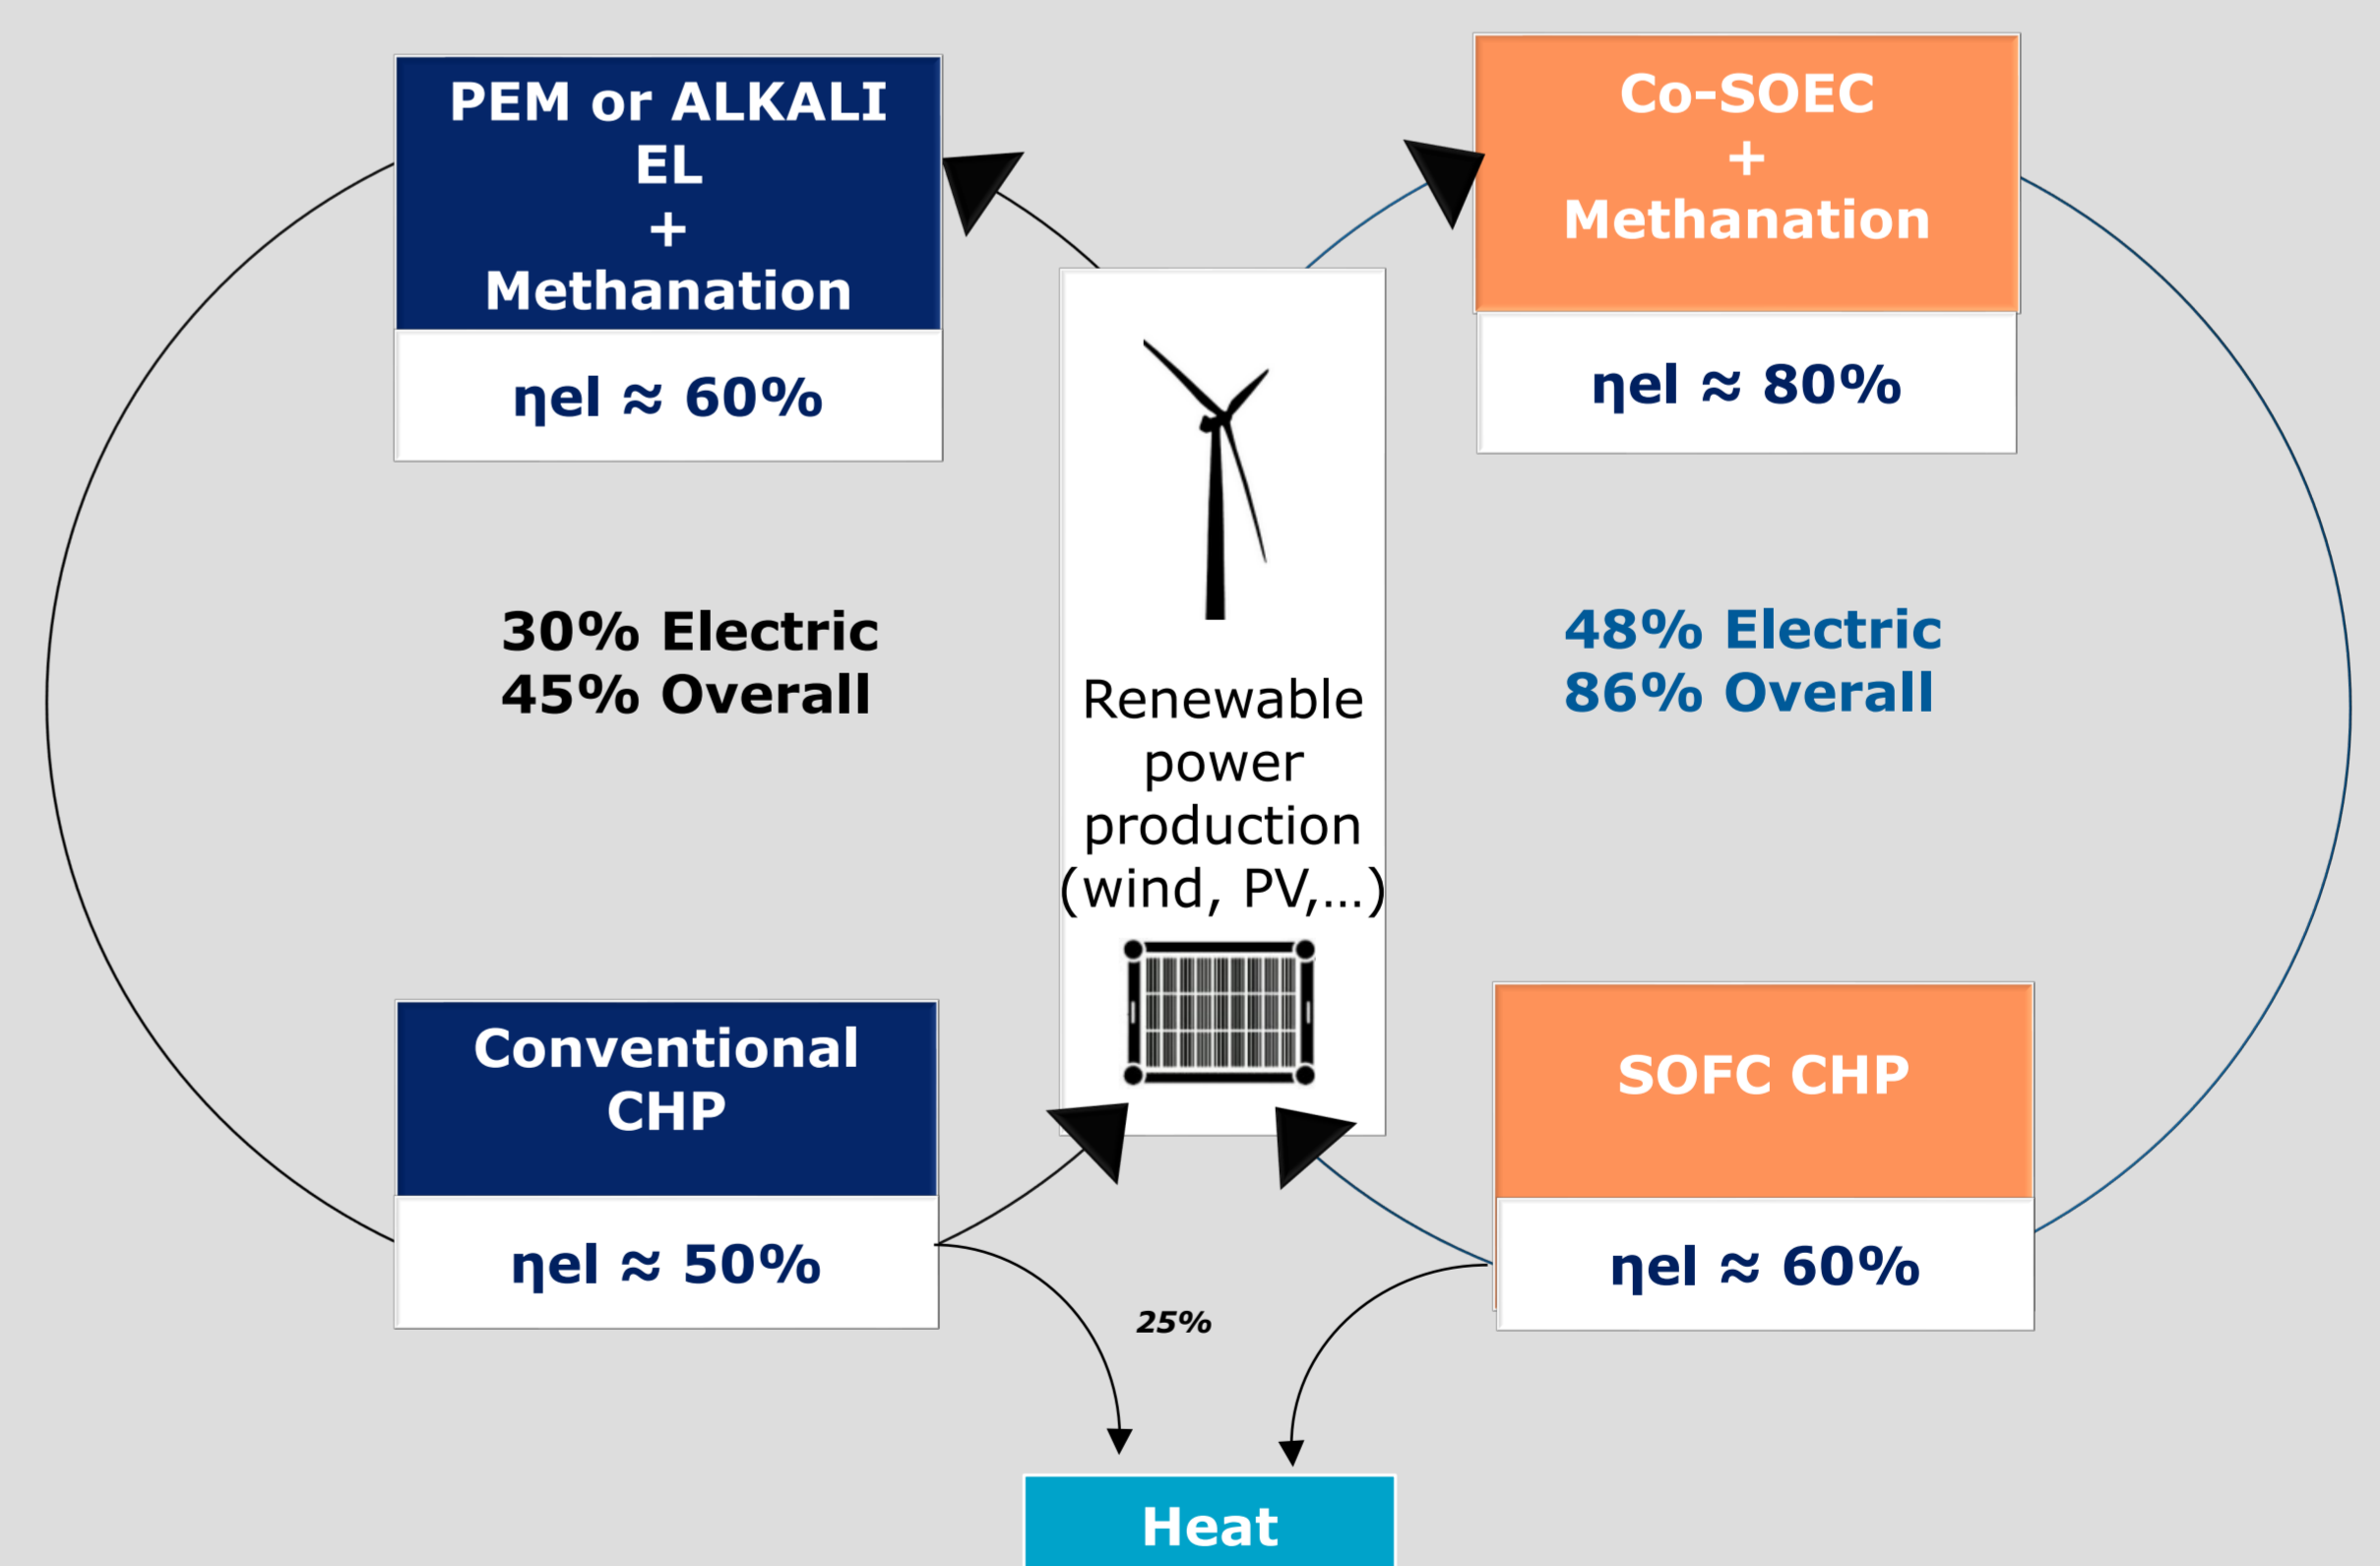 PEM or ALKALI
EL
+
Methanation
ηel ≈ 60%
Co-SOEC
+
Methanation
ηel ≈ 80%
30% Electric
45% Overall
Renewable
power
production
(wind, PV,...)
48% Electric
86% Overall
Conventional
CHP
ηel ≈ 50%
SOFC CHP
ηel ≈ 60%
25%
Heat